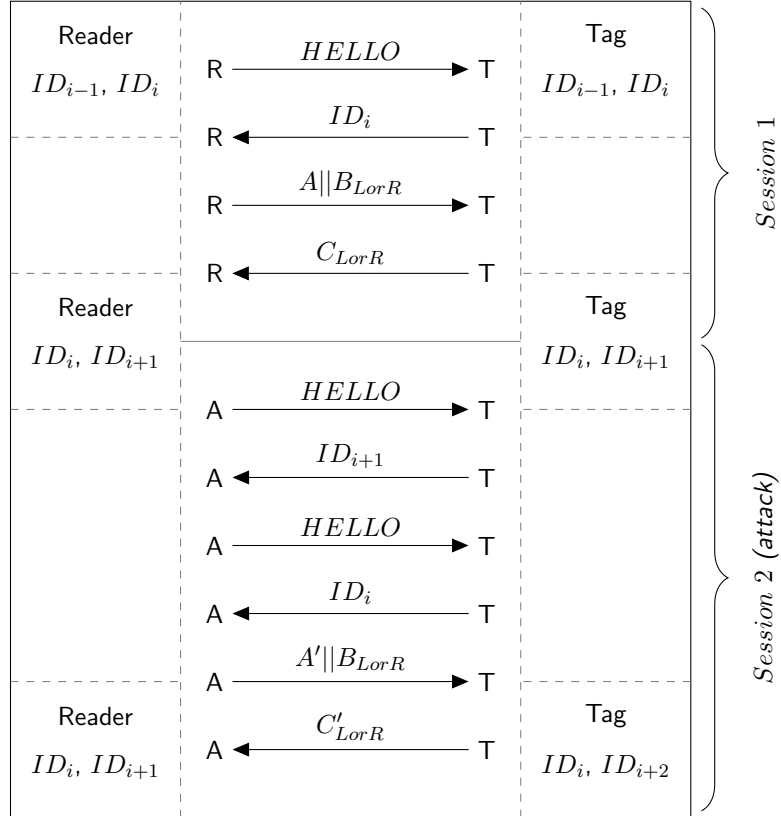 Reader Tag
ID_{i-1}, ID_i ID_{i-1}, ID_i
R HELLO T
R ID_i T
R A||B_{LorR} T
R C_{LorR} T
Session 1
Reader Tag
ID_i, ID_{i+1} ID_i, ID_{i+1}
A HELLO T
A ID_{i+1} T
A HELLO T
A ID_i T
A A'||B_{LorR} T
A C'_{LorR} T
Session 2 (attack)
Reader Tag
ID_i, ID_{i+1} ID_i, ID_{i+2}